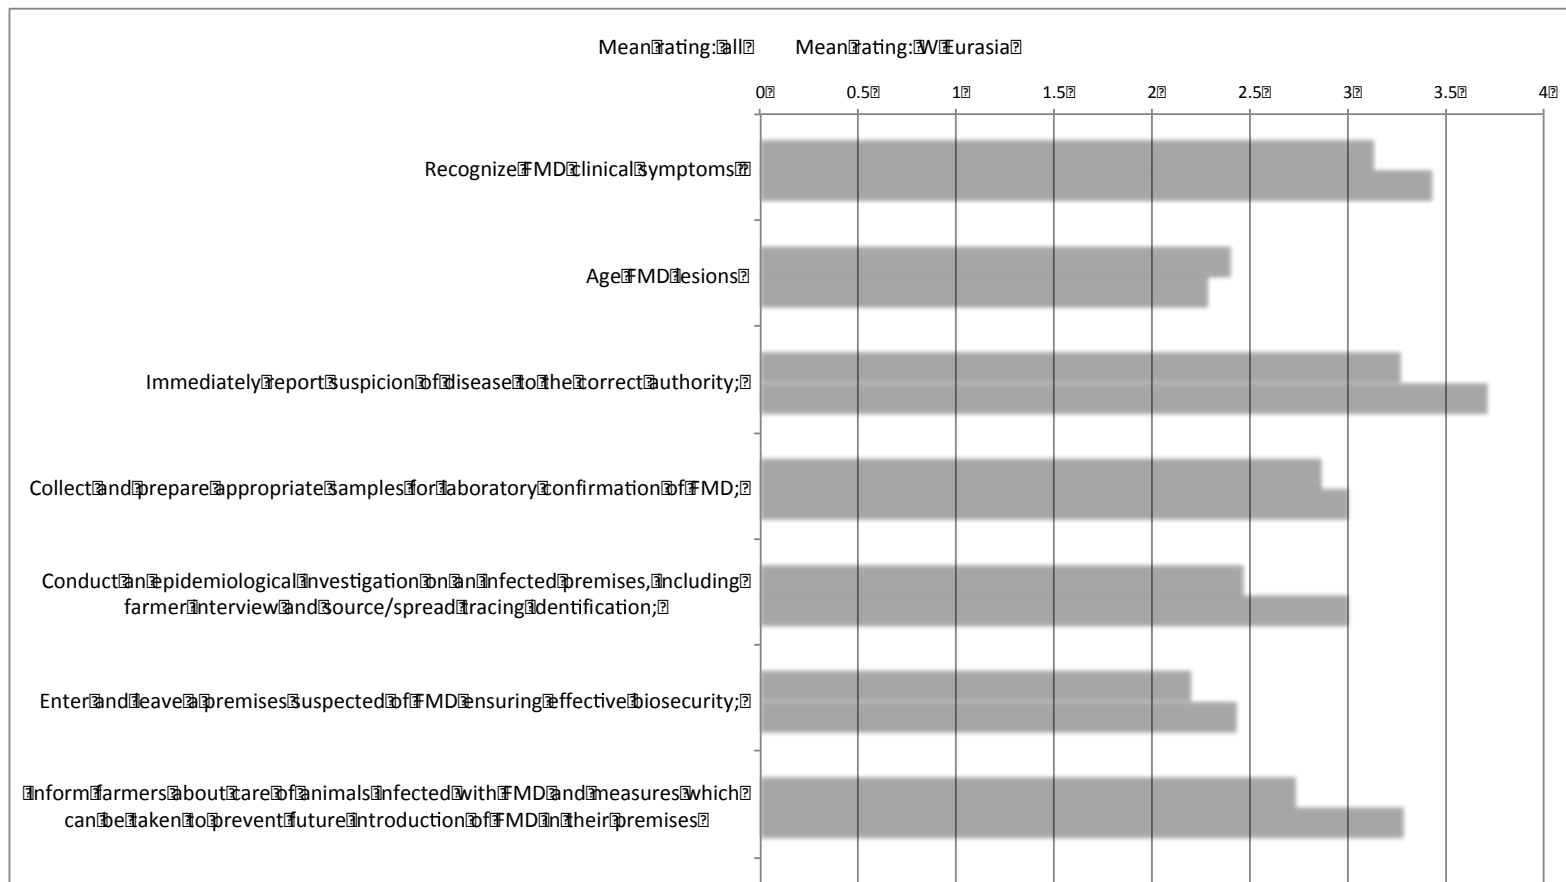 Mean rating: all Mean rating: W Eurasia
0 0.5 1 1.5 2 2.5 3 3.5 4
Recognize FMD clinical symptoms
Age FMD lesions
Immediately report suspicion of disease to the correct authority;
Collect and prepare appropriate samples for laboratory confirmation of FMD;
Conduct an epidemiological investigation on an infected premises, including
farmer interview and source/spread tracing identification;
Enter and leave a premises suspected of FMD ensuring effective biosecurity;
Inform farmers about care of animals infected with FMD and measures which
can be taken to prevent future introduction of FMD in their premises